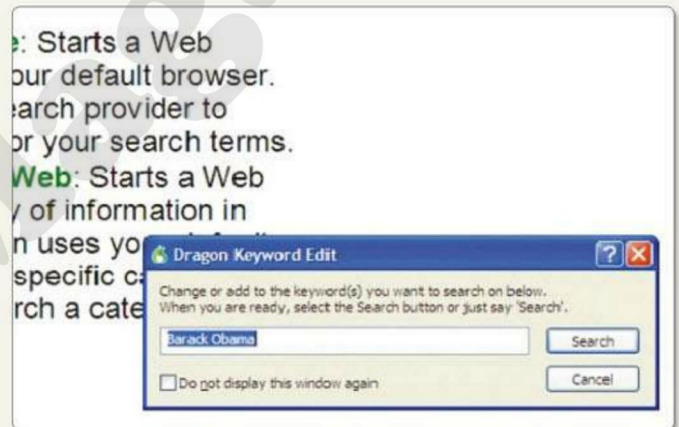 : Starts a Web
our default browser.
earch provider to
or your search terms.
Web: Starts a Web
y of information in
n uses yo
specific ca
rch a cate
Dragon Keyword Edit
Change or add to the keyword(s) you want to search on below.
When you are ready, select the Search button or just say 'Search'.
Barack Obama
Search
Do not display this window again
Cancel